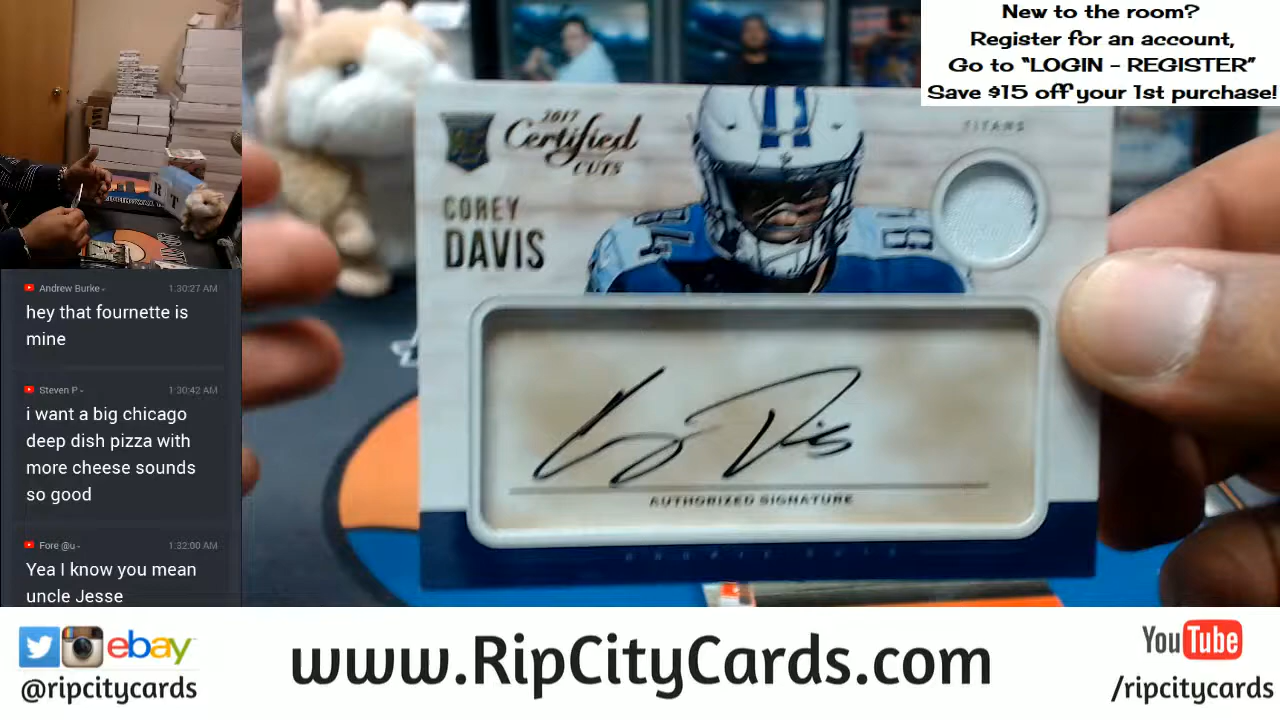 New to the room?
Register for an account,
Go to “LOGIN - REGISTER”
Save $15 off your 1st purchase!
2017
Certified
CUTS
TITANS
COREY
DAVIS
84
AUTHORIZED SIGNATURE
R
T
Andrew Burke -
1:30:27 AM
hey that fournette is
mine
Steven P -
1:30:42 AM
i want a big chicago
deep dish pizza with
more cheese sounds
so good
Fore @u -
1:32:00 AM
Yea I know you mean
uncle Jesse
ebay
@ripcitycards
www.RipCityCards.com
YouTube
/ripcitycards